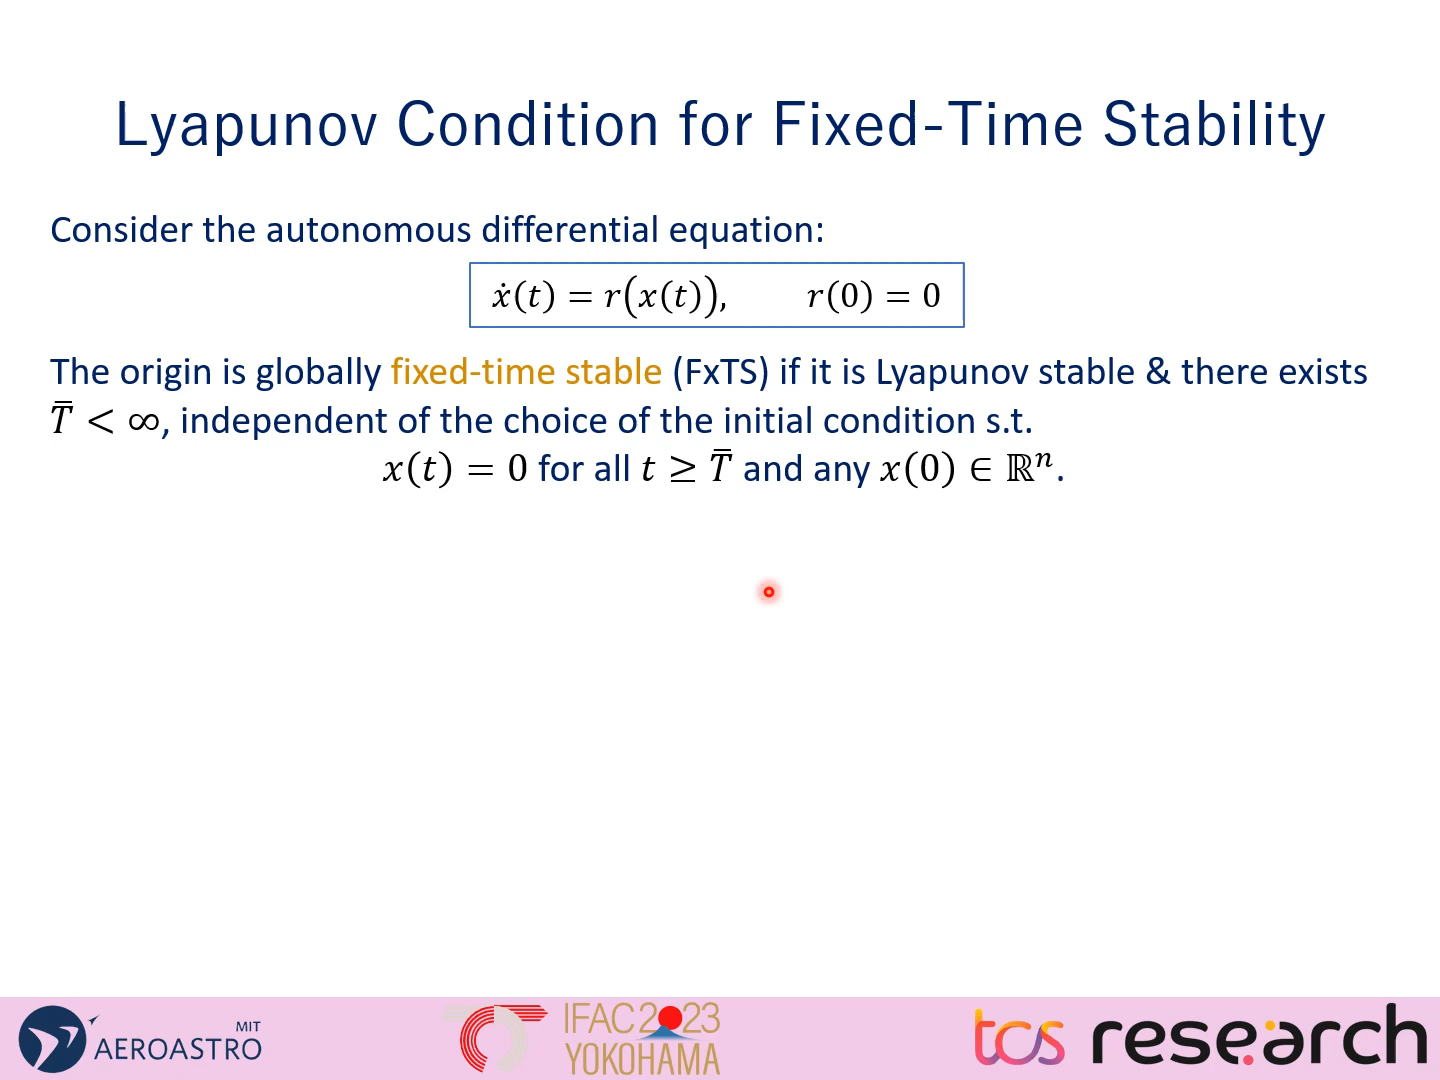 Lyapunov Condition for Fixed-Time Stability
Consider the autonomous differential equation:
ẋ(t) = r(x(t)), r(0) = 0
The origin is globally fixed-time stable (FxTS) if it is Lyapunov stable & there exists
T̄ < ∞, independent of the choice of the initial condition s.t.
x(t) = 0 for all t ≥ T̄ and any x(0) ∈ ℝⁿ.
MIT
AEROASTRO
IFAC 2023
YOKOHAMA
tcs research